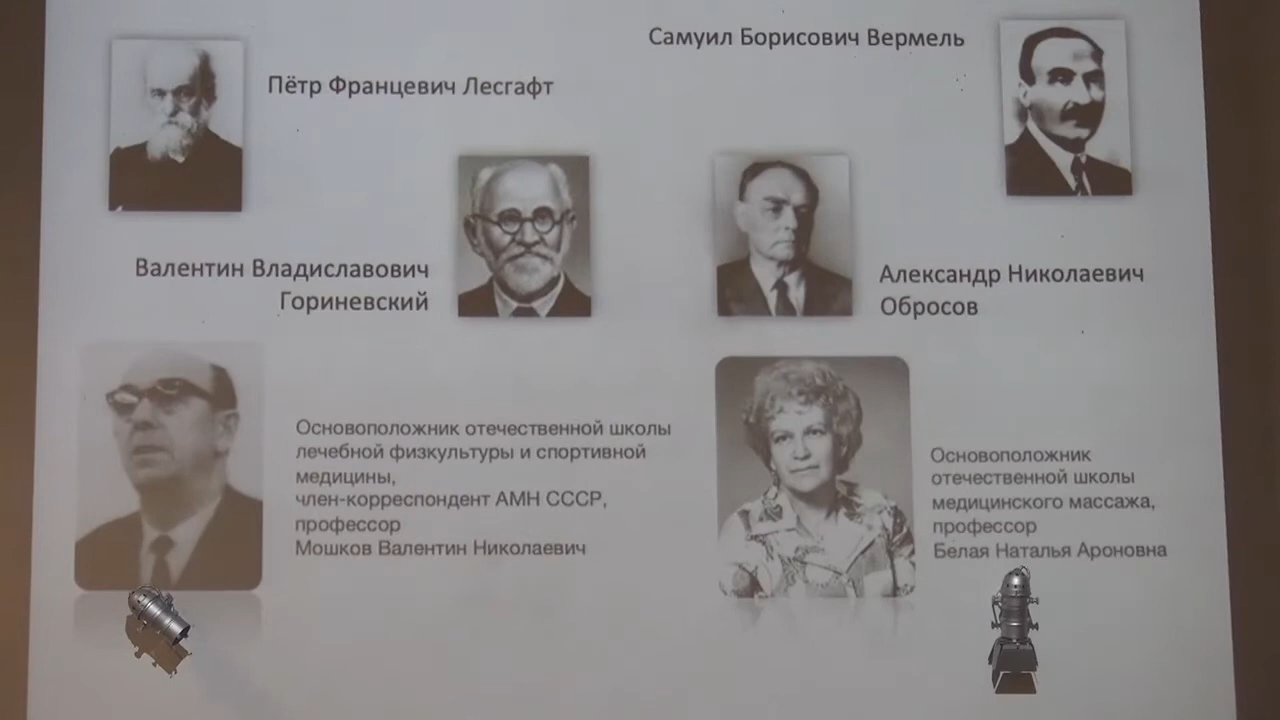 Самуил Борисович Вермель
Пётр Францевич Лесгафт
Валентин Владиславович
Гориневский
Александр Николаевич
Обросов
Основоположник отечественной школы
лечебной физкультуры и спортивной
медицины,
член-корреспондент АМН СССР,
профессор
Мошков Валентин Николаевич
Основоположник
отечественной школы
медицинского массажа,
профессор
Белая Наталья Ароновна